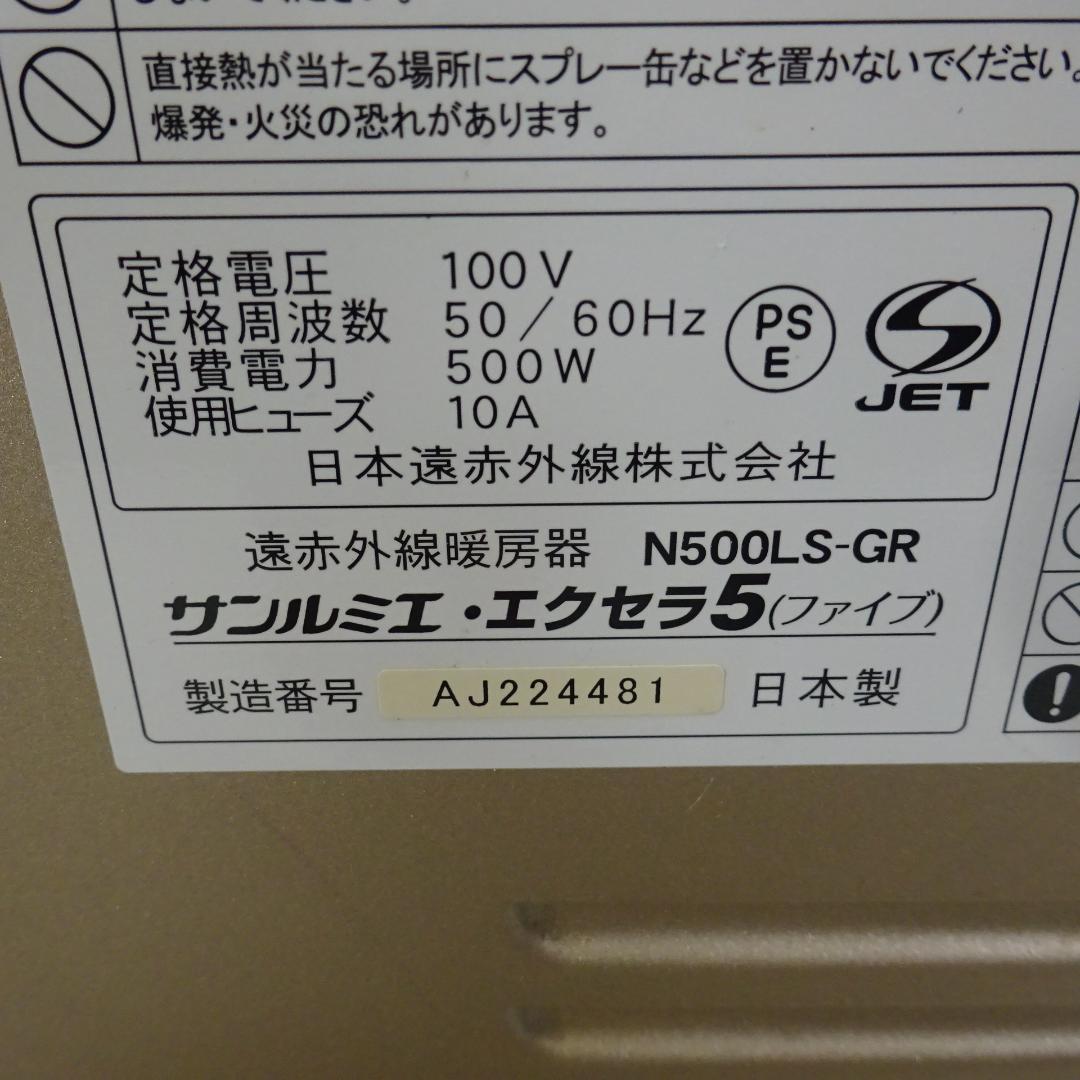 直接熱が当たる場所にスプレー缶などを置かないでください。
爆発・火災の恐れがあります。
定格電圧 100V
定格周波数 50/60Hz
消費電力 500W
使用ヒューズ 10A
PS
E
JET
日本遠赤外線株式会社
遠赤外線暖房器 N500LS-GR
サンルミエ・エクセラ5(ファイブ)
製造番号 AJ224481 日本製